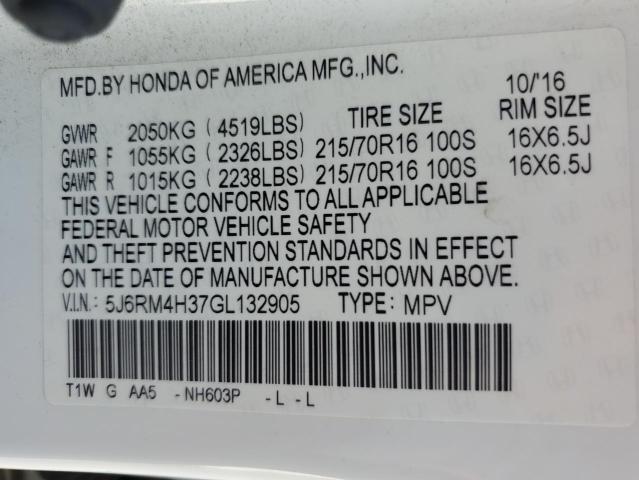 MFD.BY HONDA OF AMERICA MFG.,INC. 10/'16
GVWR 2050KG (4519LBS) TIRE SIZE RIM SIZE
GAWR F 1055KG (2326LBS) 215/70R16 100S 16X6.5J
GAWR R 1015KG (2238LBS) 215/70R16 100S 16X6.5J
THIS VEHICLE CONFORMS TO ALL APPLICABLE
FEDERAL MOTOR VEHICLE SAFETY
AND THEFT PREVENTION STANDARDS IN EFFECT
ON THE DATE OF MANUFACTURE SHOWN ABOVE.
V.I.N.: 5J6RM4H37GL132905 TYPE: MPV
T1W G AA5 -NH603P -L -L